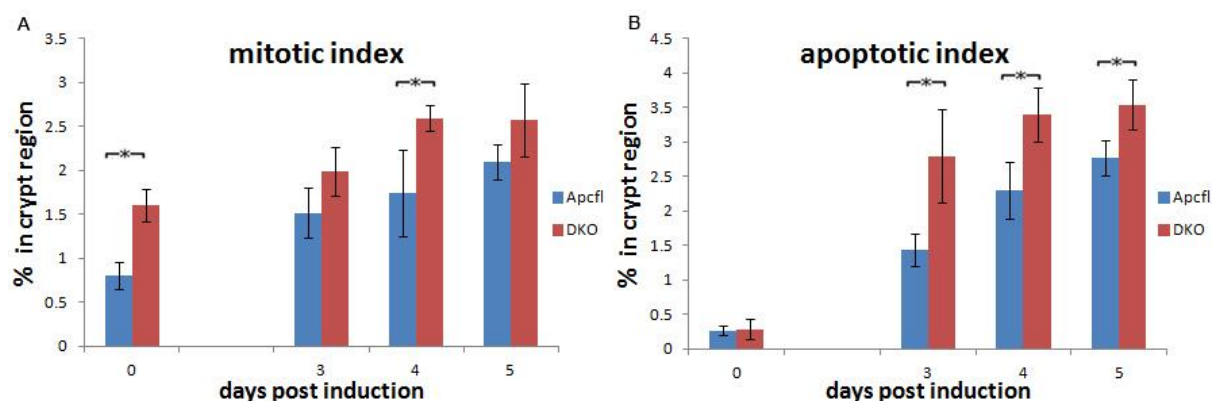 A
mitotic index
% in crypt region
3.5
3
2.5
2
1.5
1
0.5
0
*
*
0 3 4 5
days post induction
Apcfl
DKO
B
apoptotic index
% in crypt region
4.5
4
3.5
3
2.5
2
1.5
1
0.5
0
*
*
*
0 3 4 5
days post induction
Apcfl
DKO